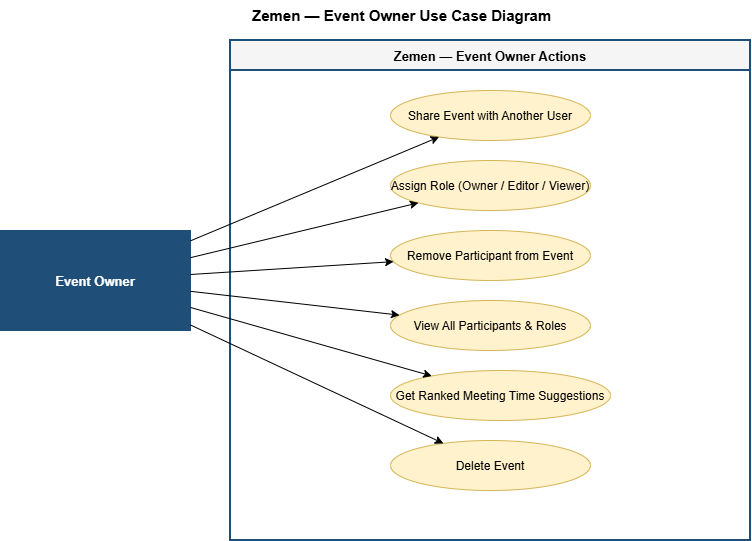 Zemen — Event Owner Use Case Diagram
Zemen — Event Owner Actions
Share Event with Another User
Assign Role (Owner / Editor / Viewer)
Remove Participant from Event
Event Owner
View All Participants & Roles
Get Ranked Meeting Time Suggestions
Delete Event